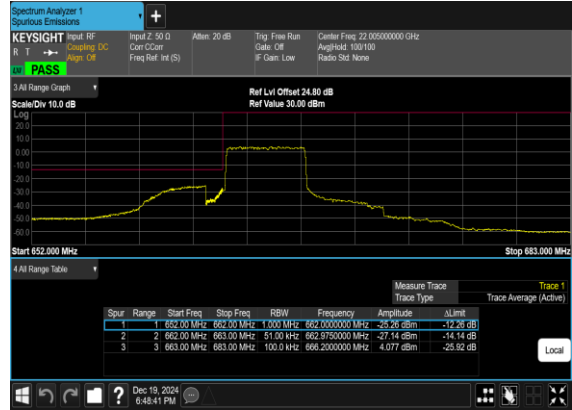 Spectrum Analyzer 1
Spurious Emissions
+
KEYSIGHT Input: RF Input Z: 50 Ω Atten: 20 dB Trig: Free Run Center Freq: 22.005000000 GHz
R T Coupling: DC Corr CCorr Gate: Off Avg|Hold: 100/100
Align: Off Freq Ref: Int (S) IF Gain: Low Radio Std: None
PASS
3 All Range Graph
Ref Lvl Offset 24.80 dB
Scale/Div 10.0 dB Ref Value 30.00 dBm
Log
20.0
10.0
0.00
-10.0
-20.0
-30.0
-40.0
-50.0
-60.0
Start 652.000 MHz Stop 683.000 MHz
4 All Range Table
Measure Trace Trace 1
Trace Type Trace Average (Active)
Spur Range Start Freq Stop Freq RBW Frequency Amplitude ΔLimit
1 1 652.00 MHz 662.00 MHz 1.000 MHz 662.0000000 MHz -25.26 dBm -12.26 dB
2 2 662.00 MHz 663.00 MHz 51.00 kHz 662.9750000 MHz -27.14 dBm -14.14 dB
3 3 663.00 MHz 683.00 MHz 100.0 kHz 666.2000000 MHz 4.077 dBm -25.92 dB
Local
? Dec 19, 2024
6:48:41 PM